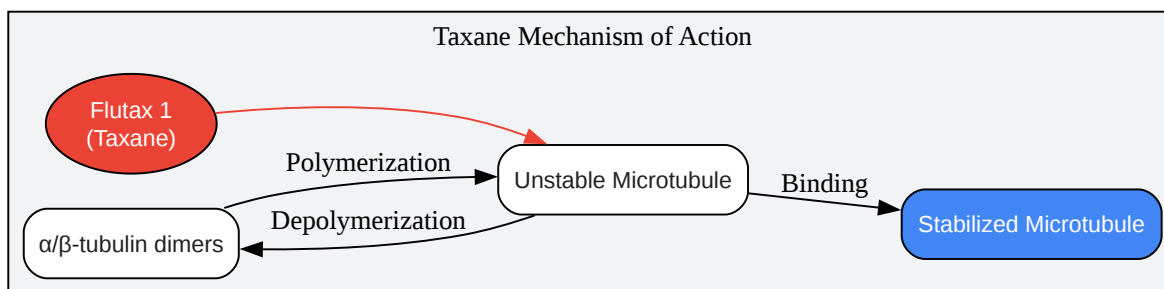 Taxane Mechanism of Action
Flutax 1
(Taxane)
Polymerization
Unstable Microtubule
Binding
Depolymerization
Stabilized Microtubule
α/β-tubulin dimers